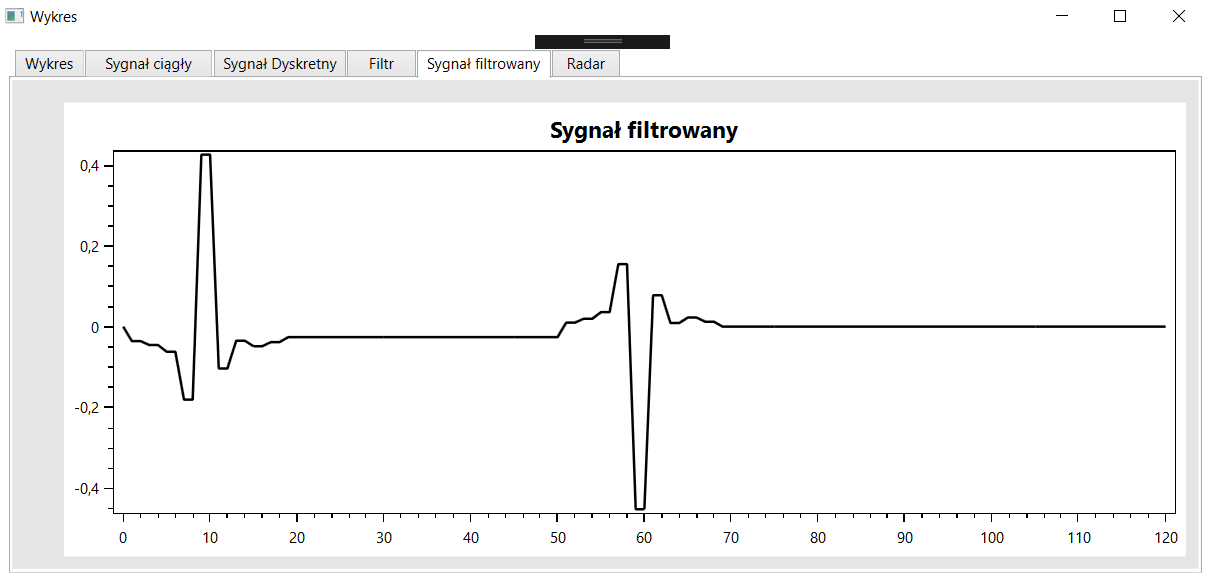 Wykres
Wykres Sygnał ciągły Sygnał Dyskretny Filtr Sygnał filtrowany Radar
Sygnał filtrowany
0,4
0,2
0
-0,2
-0,4
0 10 20 30 40 50 60 70 80 90 100 110 120